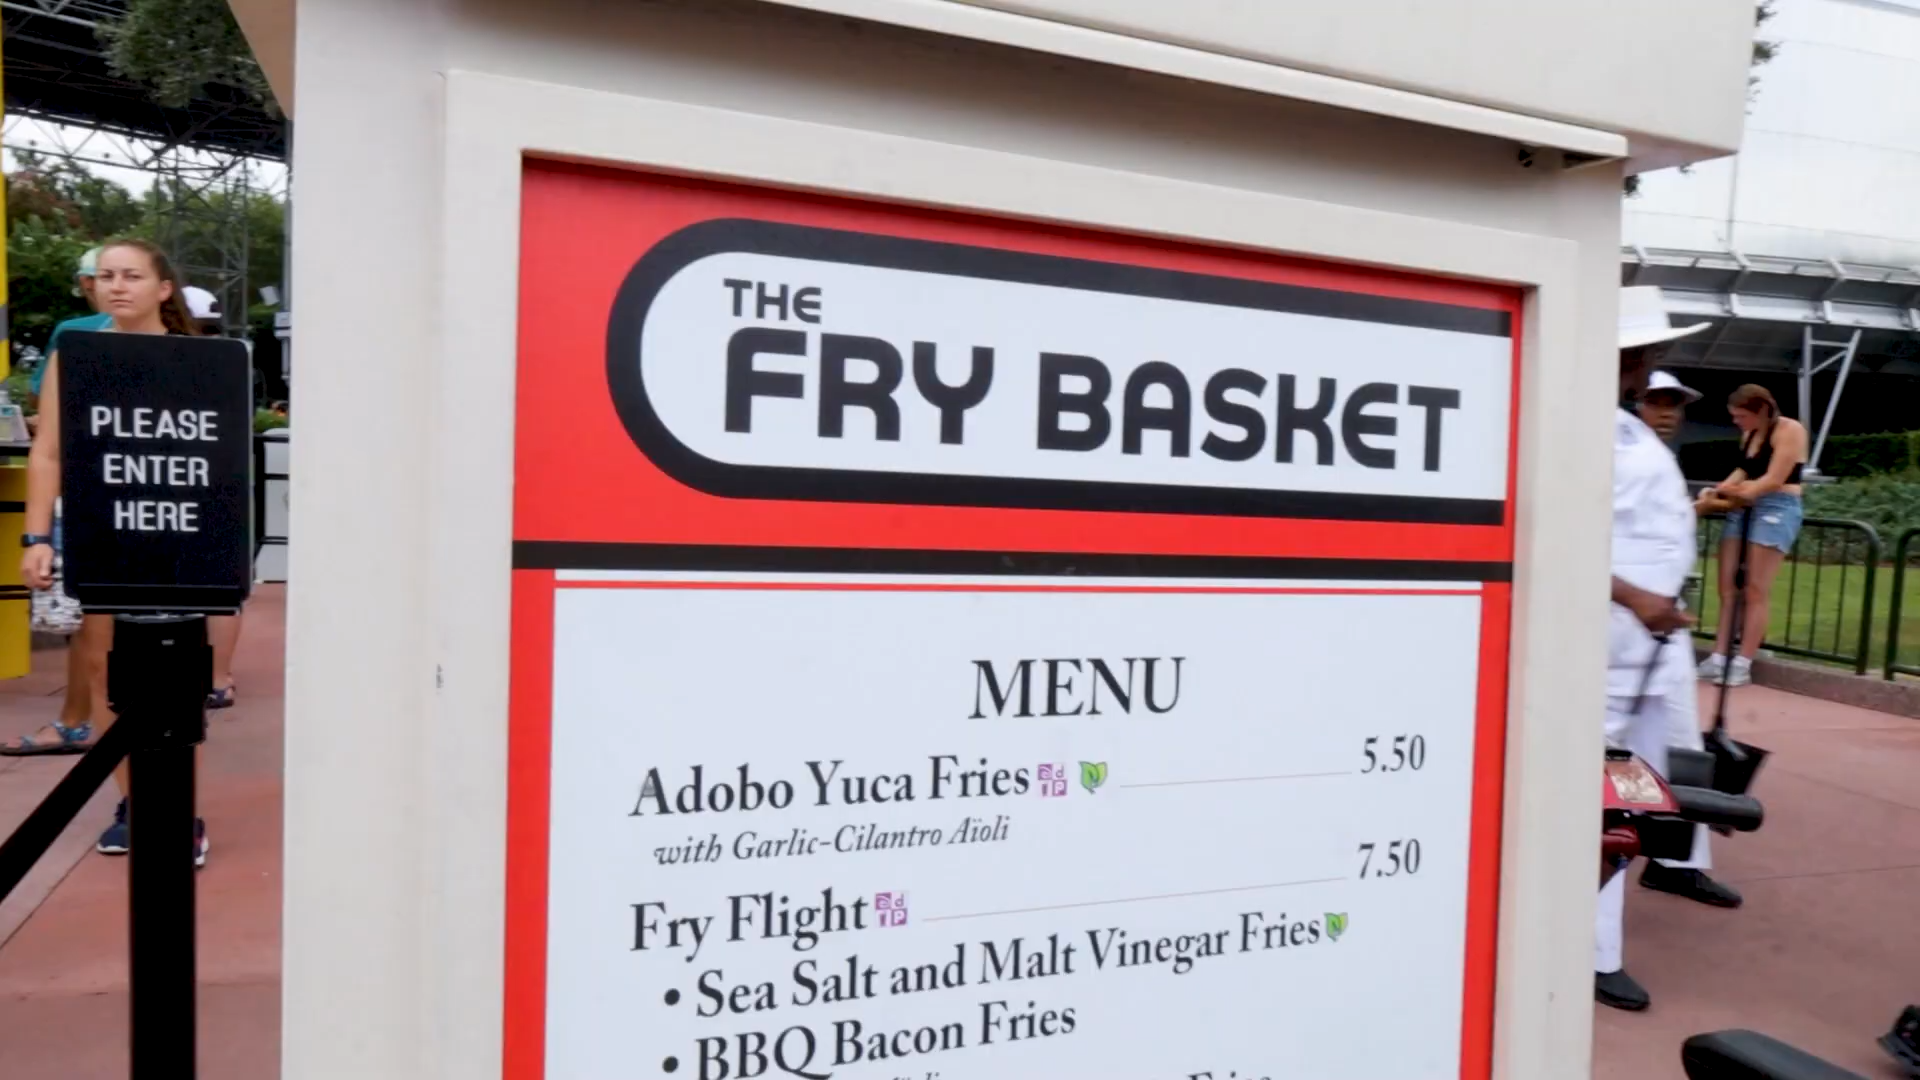 PLEASE
ENTER
HERE
THE
FRY BASKET
MENU
Adobo Yuca Fries 5.50
with Garlic-Cilantro Aïoli
Fry Flight 7.50
• Sea Salt and Malt Vinegar Fries
• BBQ Bacon Fries